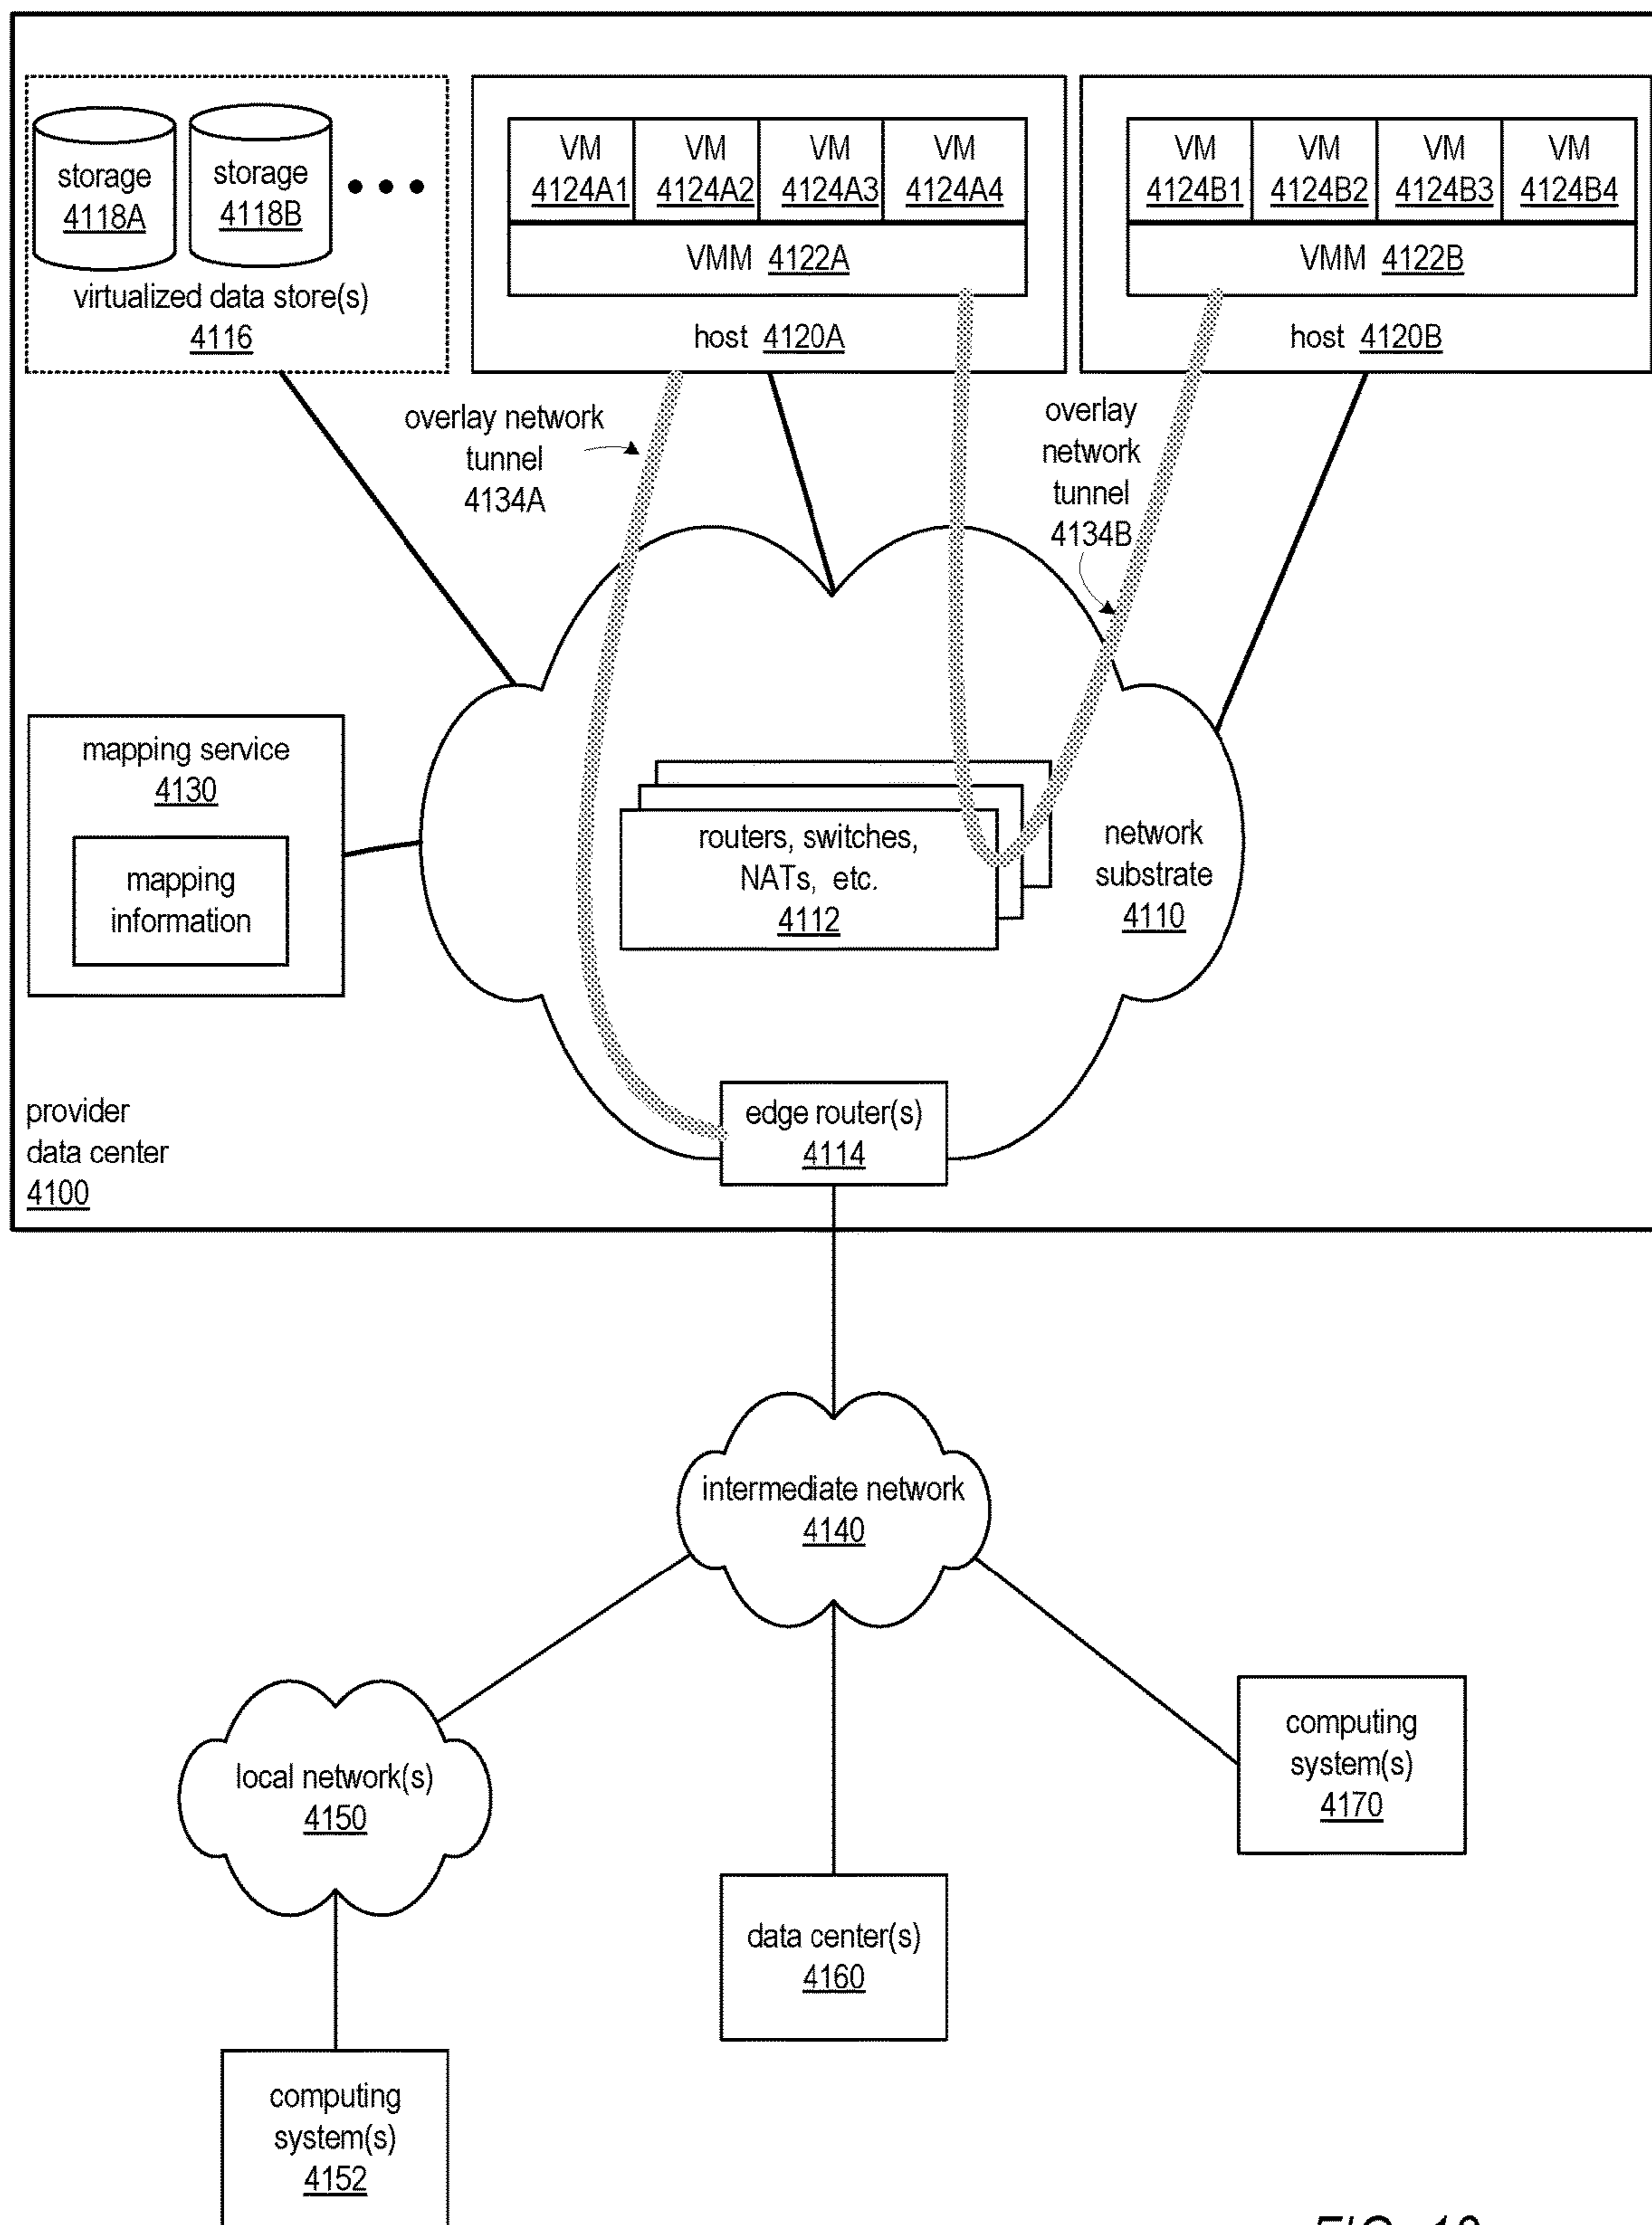 storage
4118A
storage
4118B
virtualized data store(s)
4116
VM
4124A1
VM
4124A2
VM
4124A3
VM
4124A4
VMM 4122A
host 4120A
VM
4124B1
VM
4124B2
VM
4124B3
VM
4124B4
VMM 4122B
host 4120B
overlay network
tunnel
4134A
overlay
network
tunnel
4134B
mapping service
4130
mapping
information
routers, switches,
NATs, etc.
4112
network
substrate
4110
provider
data center
4100
edge router(s)
4114
intermediate network
4140
local network(s)
4150
computing
system(s)
4170
data center(s)
4160
computing
system(s)
4152